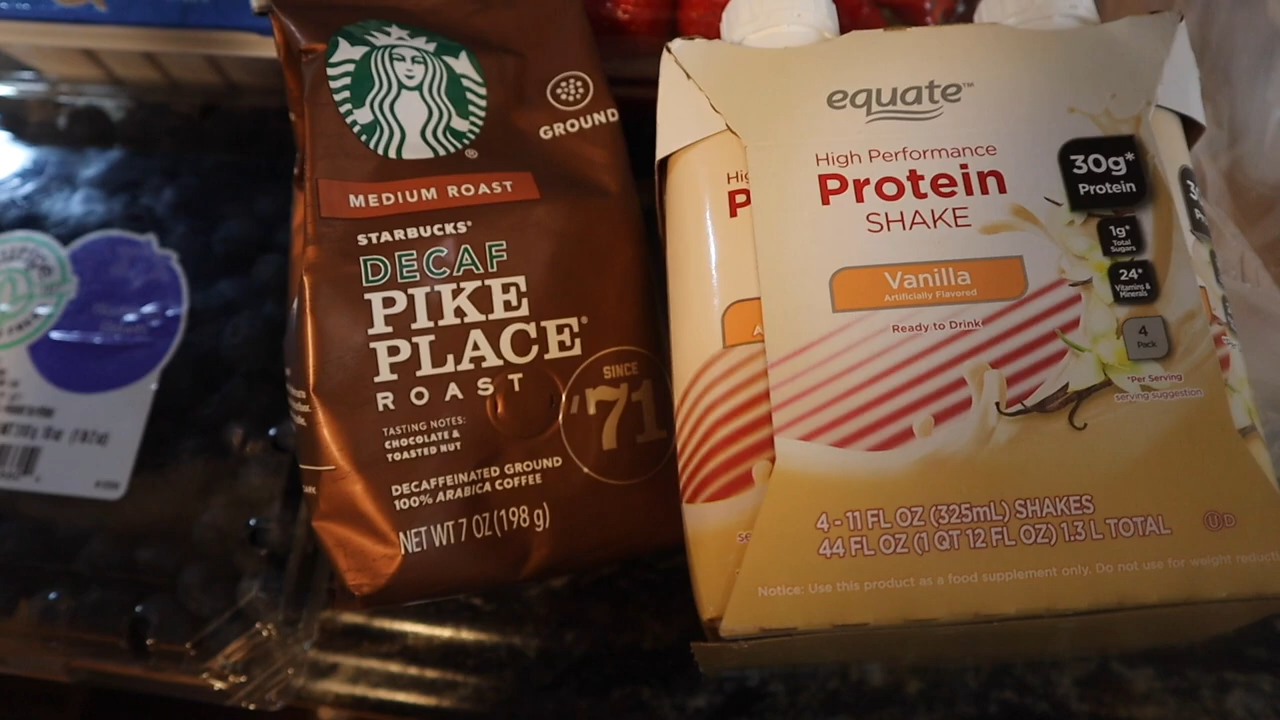 GROUND
MEDIUM ROAST
STARBUCKS®
DECAF
PIKE
PLACE®
ROAST
SINCE
'71
TASTING NOTES:
CHOCOLATE &
TOASTED NUT
DECAFFEINATED GROUND
100% ARABICA COFFEE
NET WT 7 OZ (198 g)
equate™
High Performance
Protein
SHAKE
Vanilla
Artificially Flavored
Ready to Drink
30g*
Protein
1g*
Total
Sugars
24*
Vitamins &
Minerals
4
Pack
*Per Serving
serving suggestion
4 - 11 FL OZ (325mL) SHAKES
44 FL OZ (1 QT 12 FL OZ) 1.3 L TOTAL
Notice: Use this product as a food supplement only. Do not use for weight